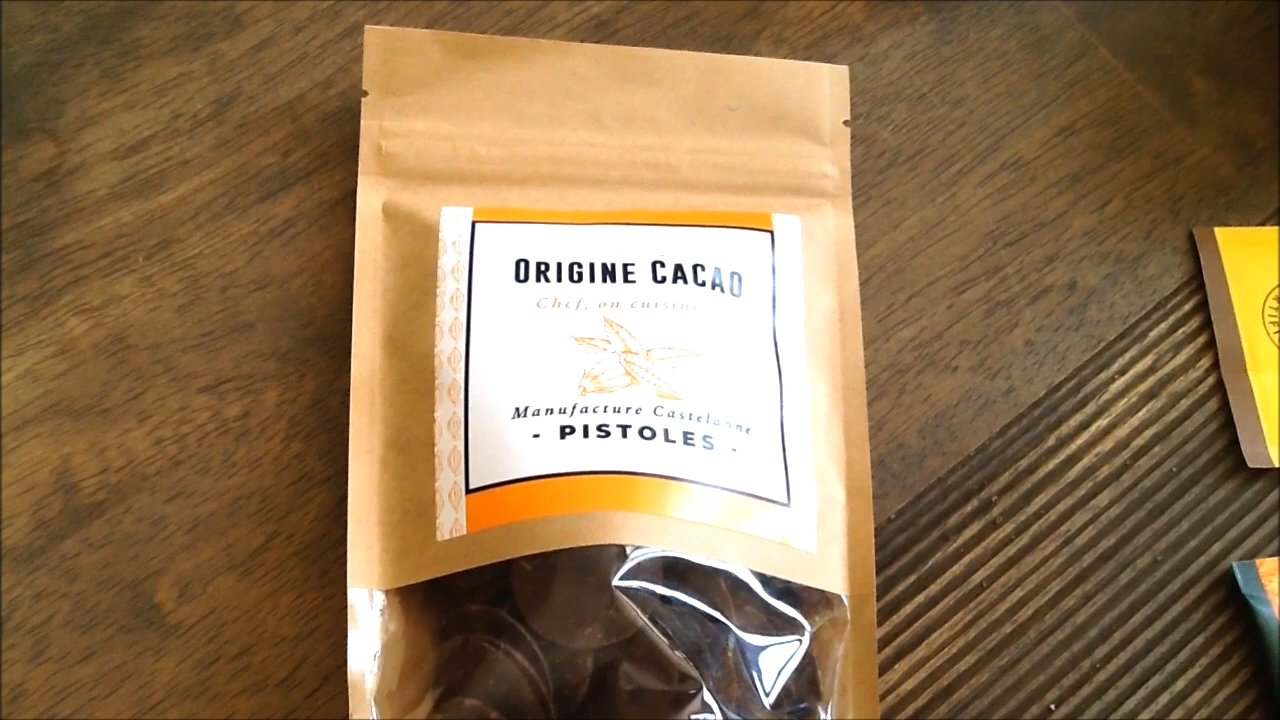 ORIGINE CACAO
Chef, on cuisine
Manufacture Castelanne
- PISTOLES -